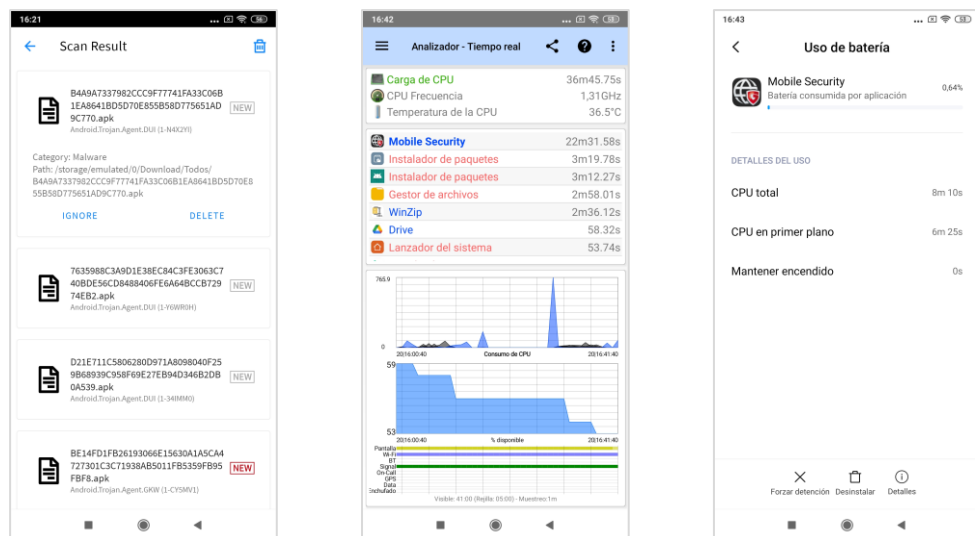 16:21
... 58
Scan Result
B4A9A7337982CCC9F77741FA33C06B
1EA8641BD5D70E855B58D775651AD
9C770.apk
NEW
Android.Trojan.Agent.DUI (1-N4X2YI)
Category: Malware
Path: /storage/emulated/0/Download/Todos/
B4A9A7337982CCC9F77741FA33C06B1EA8641BD5D70E8
55B58D775651AD9C770.apk
IGNORE
DELETE
7635988C3A9D1E38EC84C3FE3063C7
40BDE56CD8488406FE6A64BCCB729
74EB2.apk
NEW
Android.Trojan.Agent.DUI (1-Y6WR0H)
D21E711C5806280D971A8098040F25
9B68939C958F69E27EB94D346B2DB
0A539.apk
NEW
Android.Trojan.Agent.DUI (1-34IMM0)
BE14FD1FB26193066E15630A1A5CA4
727301C3C71938AB5011FB5359FB95
FBF8.apk
NEW
Android.Trojan.Agent.GKW (1-CY5MV1)
16:42
...
Analizador - Tiempo real
Carga de CPU 36m45.75s
CPU Frecuencia 1,31GHz
Temperatura de la CPU 36.5°C
Mobile Security 22m31.58s
Instalador de paquetes 3m19.78s
Instalador de paquetes 3m12.27s
Gestor de archivos 2m58.01s
WinZip 2m36.12s
Drive 58.32s
Lanzador del sistema 53.74s
765.9
0
20|16:00:40 Consumo de CPU 20|16:41:40
59
53
20|16:00:40 % disponible 20|16:41:40
Pantalla
Wi-Fi
BT
Signal
On-Call
GPS
Data
Enchufado
Visible: 41:00 (Rejilla: 05:00) - Muestreo 1m
16:43
...
Uso de batería
Mobile Security
Batería consumida por aplicación
0,64%
DETALLES DEL USO
CPU total 8m 10s
CPU en primer plano 6m 25s
Mantener encendido 0s
Forzar detención Desinstalar Detalles